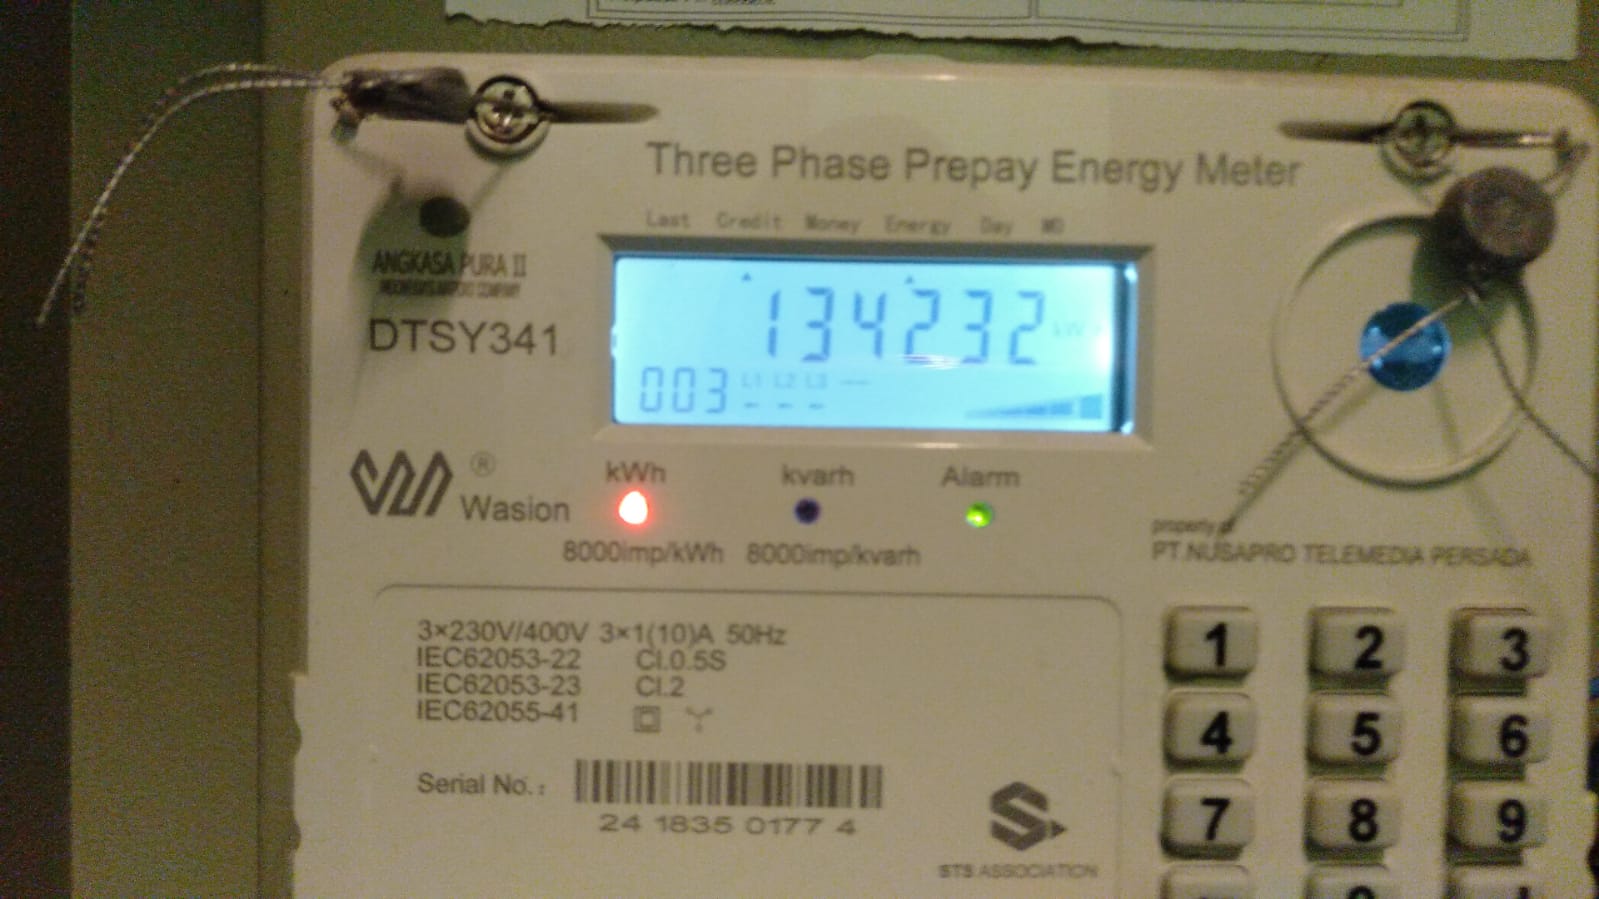 Three Phase Prepay Energy Meter
Last Credit Money Energy Day MD
ANGKASA PURA II
DTSY341
134232 kWh
003 L1 L2 L3
® Wasion
kWh kvarh Alarm
8000imp/kWh 8000imp/kvarh
property of
PT.NUSAPRO TELEMEDIA PERSADA
3×230V/400V 3×1(10)A 50Hz
IEC62053-22 Cl.0.5S
IEC62053-23 Cl.2
IEC62055-41
Serial No.:
24 1835 0177 4
STS ASSOCIATION
1 2 3
4 5 6
7 8 9